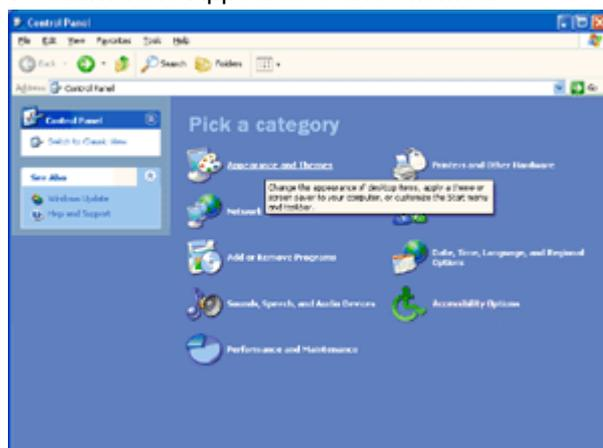 Control Panel
File Edit View Favorites Tools Help
Back Search Folders
Address Control Panel Go
Control Panel
Switch to Classic View
See Also
Windows Update
Help and Support
Pick a category
Appearance and Themes
Printers and Other Hardware
Change the appearance of desktop items, apply a theme or
screen saver to your computer, or customize the Start menu
and taskbar.
Network
Add or Remove Programs
Date, Time, Language, and Regional
Options
Sounds, Speech, and Audio Devices
Accessibility Options
Performance and Maintenance